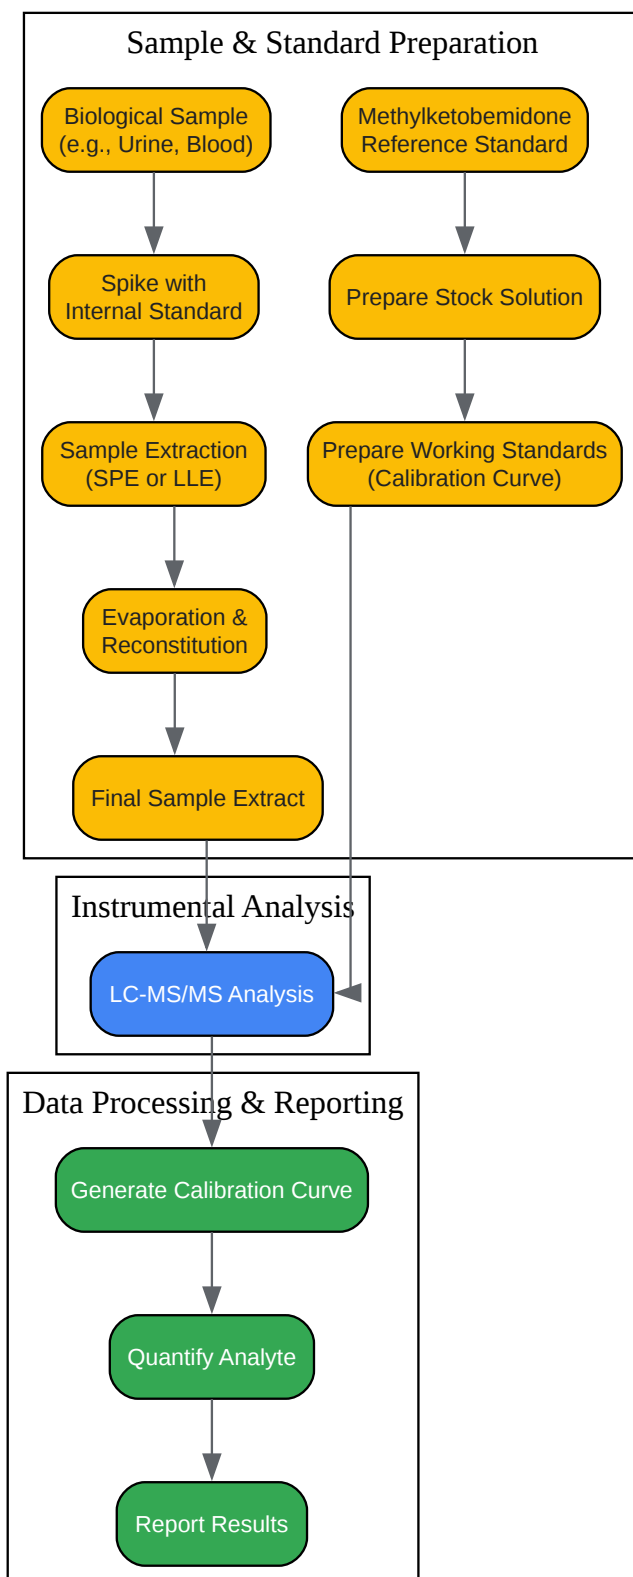 Sample & Standard Preparation
Biological Sample
(e.g., Urine, Blood)
Methylketobemidone
Reference Standard
Spike with
Internal Standard
Prepare Stock Solution
Sample Extraction
(SPE or LLE)
Prepare Working Standards
(Calibration Curve)
Evaporation &
Reconstitution
Final Sample Extract
Instrumental Analysis
LC-MS/MS Analysis
Data Processing & Reporting
Generate Calibration Curve
Quantify Analyte
Report Results